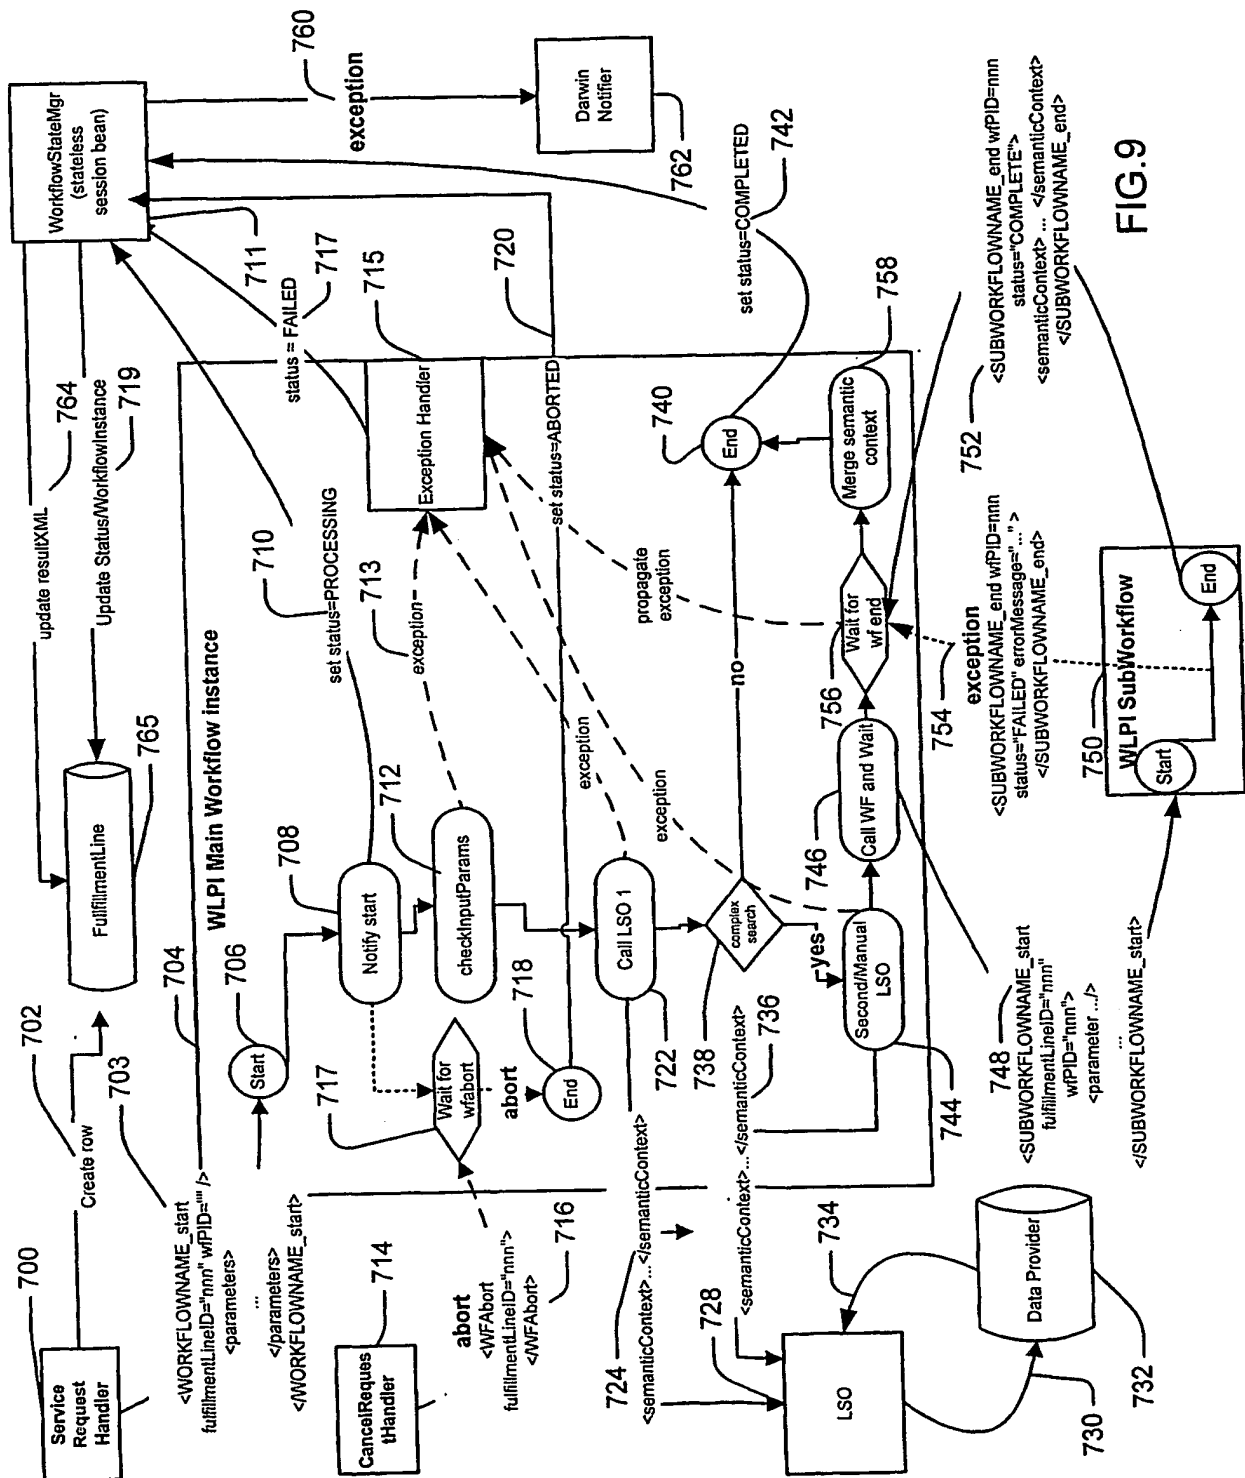 700
Service
Request
Handler
702
Create row
703
704
<WORKFLOWNAME_start
fulfillmentLineID="nnn" wfPID="" />
<parameters>
...
</parameters>
</WORKFLOWNAME_start>
FullfillmentLine
765
update resultXML
764
Update Status/WorkflowInstance
719
WorkflowStateMgr
(stateless
session bean)
711
760
exception
Darwin
Notifier
762
WLPI Main Workflow instance
706
Start
708
Notify start
710
set status=PROCESSING
712
checkInputParams
713
exception
status = FAILED
717
715
Exception Handler
720
set status=ABORTED
714
CancelReques
tHandler
abort
<WFAbort
fulfillmentLineID="nnn">
</WFAbort>
716
717
Wait for
wfabort
abort
718
End
Call LSO 1
722
exception
exception
propagate
exception
724
<semanticContext>... </semanticContext>
728
<semanticContext>... </semanticContext>
736
738
complex
search
no
yes
740
End
set status=COMPLETED
742
Second/Manual
LSO
744
746
Call WF and Wait
756
Wait for
wf end
Merge semantic
context
758
LSO
734
730
Data Provider
732
748
<SUBWORKFLOWNAME_start
fulfillmentLineID="nnn"
wfPID="nnn">
<parameter .../>
...
</SUBWORKFLOWNAME_start>
750
WLPI SubWorkflow
Start
End
754
exception
<SUBWORKFLOWNAME_end wfPID=nnn
status="FAILED" errorMessage="..." >
</SUBWORKFLOWNAME_end>
752
<SUBWORKFLOWNAME_end wfPID=nnn
status="COMPLETE">
<semanticContext> ... </semanticContext>
</SUBWORKFLOWNAME_end>
FIG.9